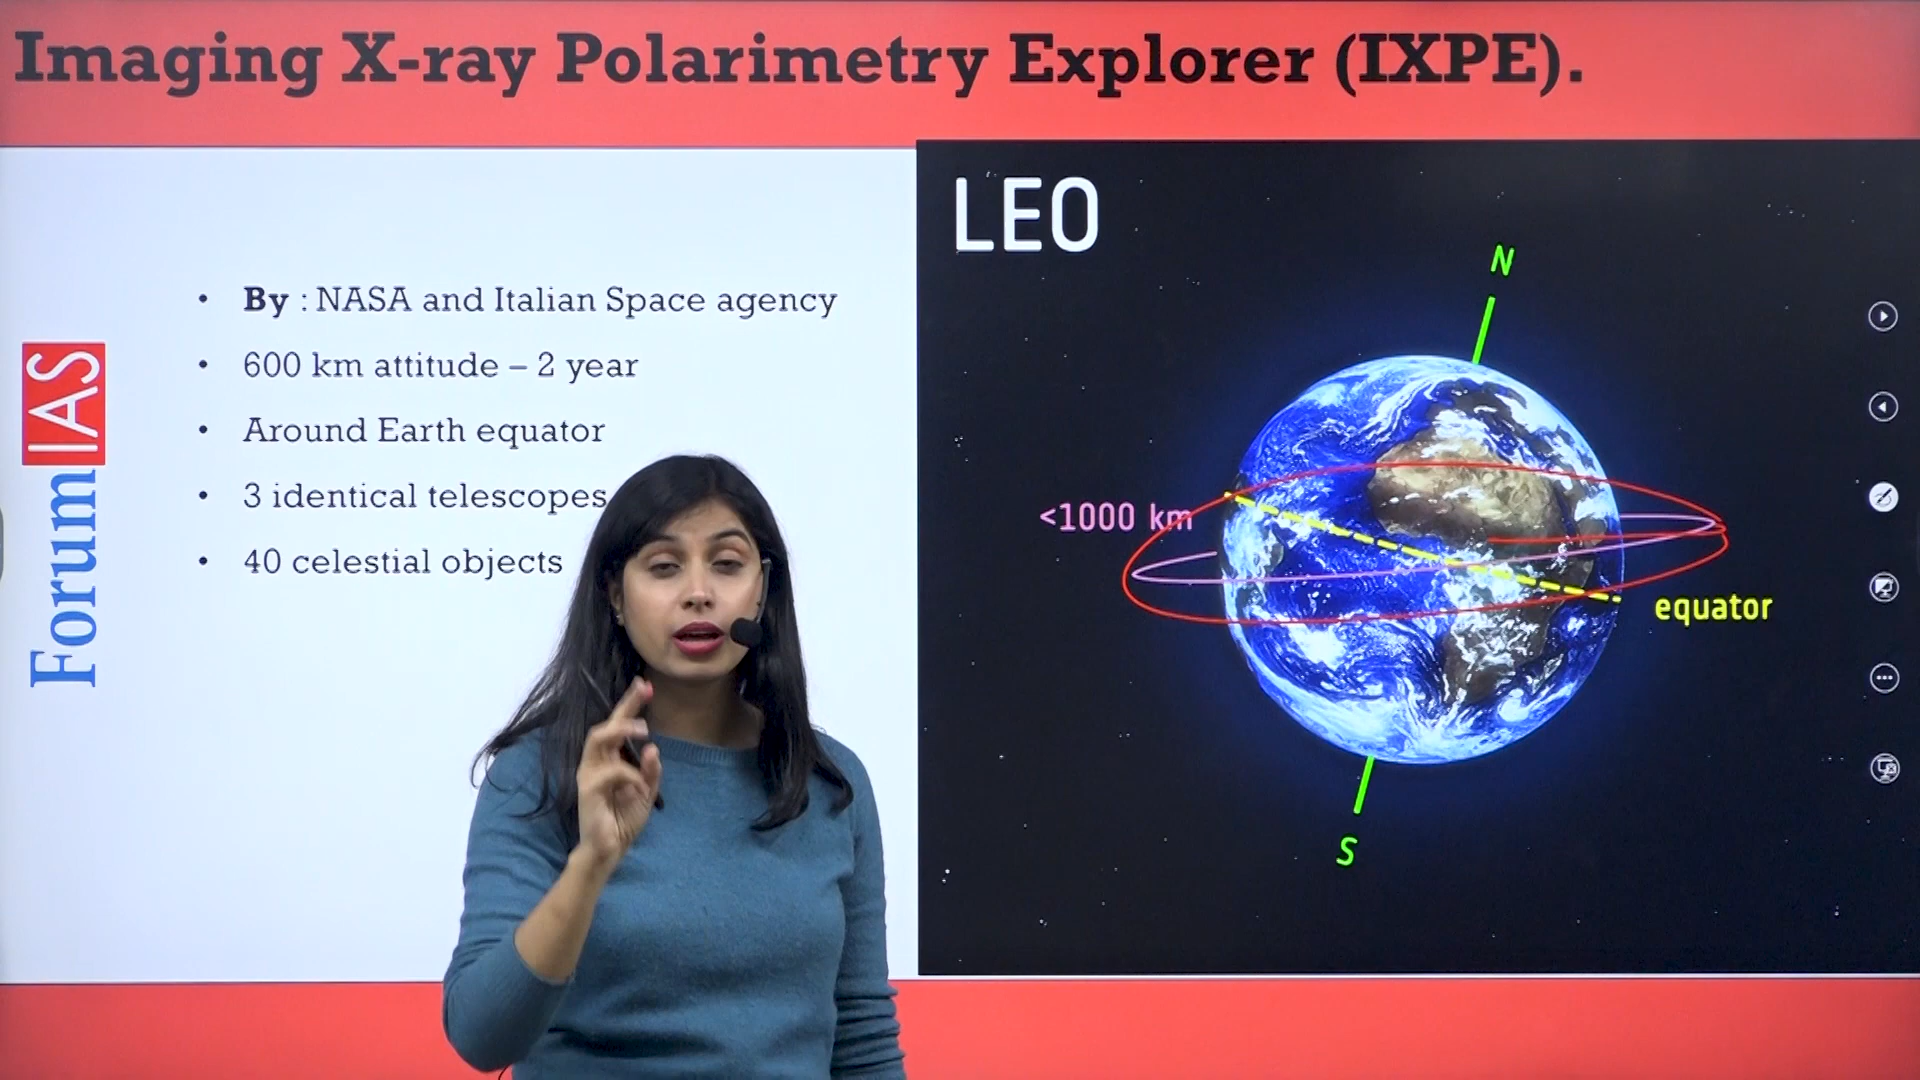 Imaging X-ray Polarimetry Explorer (IXPE).
• By : NASA and Italian Space agency
• 600 km attitude – 2 year
• Around Earth equator
• 3 identical telescopes
• 40 celestial objects
ForumIAS
LEO
N
<1000 km
equator
S